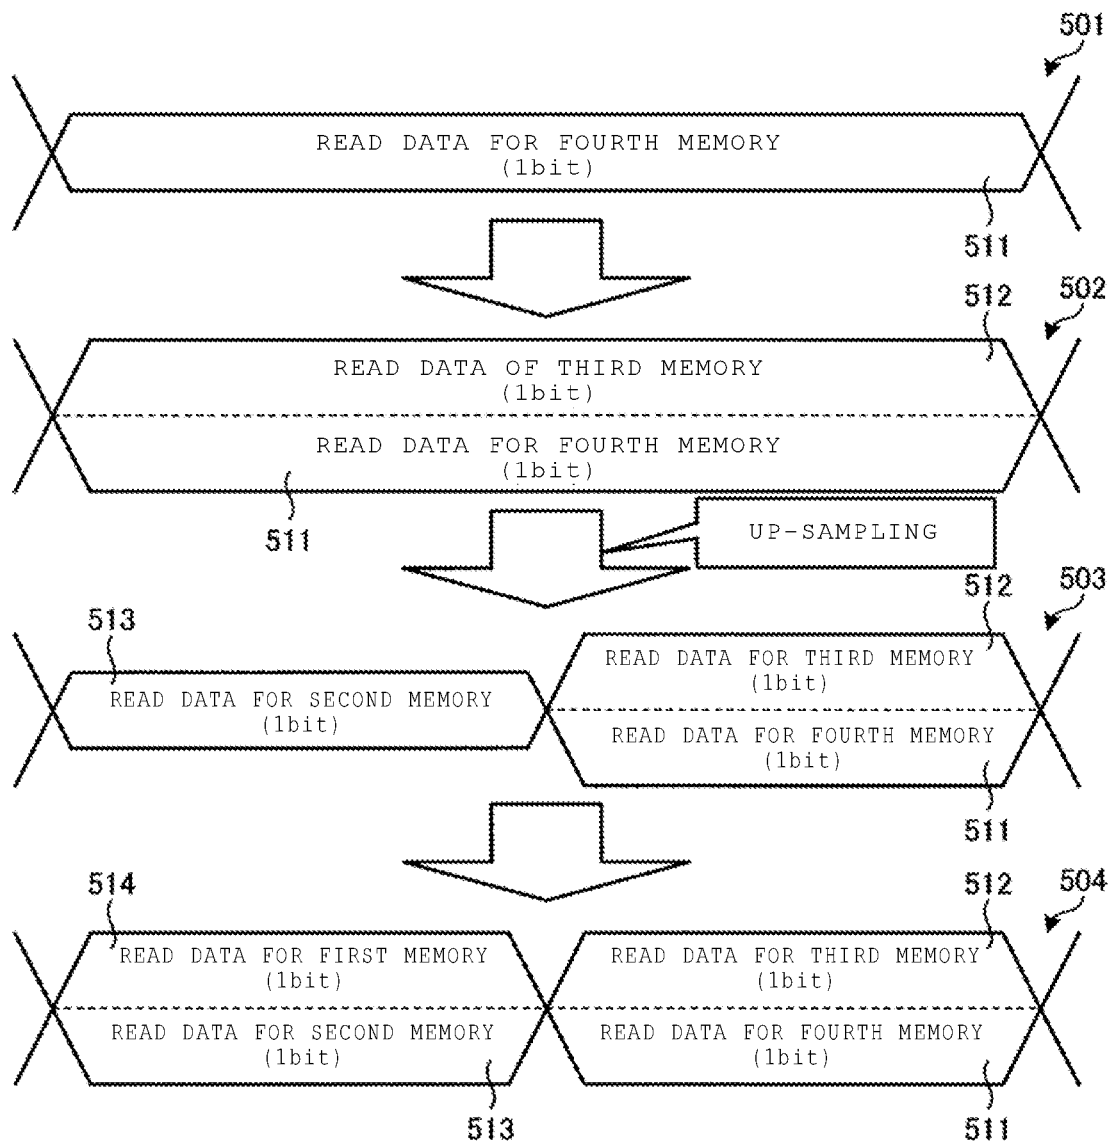 501
READ DATA FOR FOURTH MEMORY
(1bit)
511
512
502
READ DATA OF THIRD MEMORY
(1bit)
READ DATA FOR FOURTH MEMORY
(1bit)
511
UP-SAMPLING
512
503
513
READ DATA FOR THIRD MEMORY
(1bit)
READ DATA FOR SECOND MEMORY
(1bit)
READ DATA FOR FOURTH MEMORY
(1bit)
511
514
512
504
READ DATA FOR FIRST MEMORY
(1bit)
READ DATA FOR THIRD MEMORY
(1bit)
READ DATA FOR SECOND MEMORY
(1bit)
READ DATA FOR FOURTH MEMORY
(1bit)
513
511